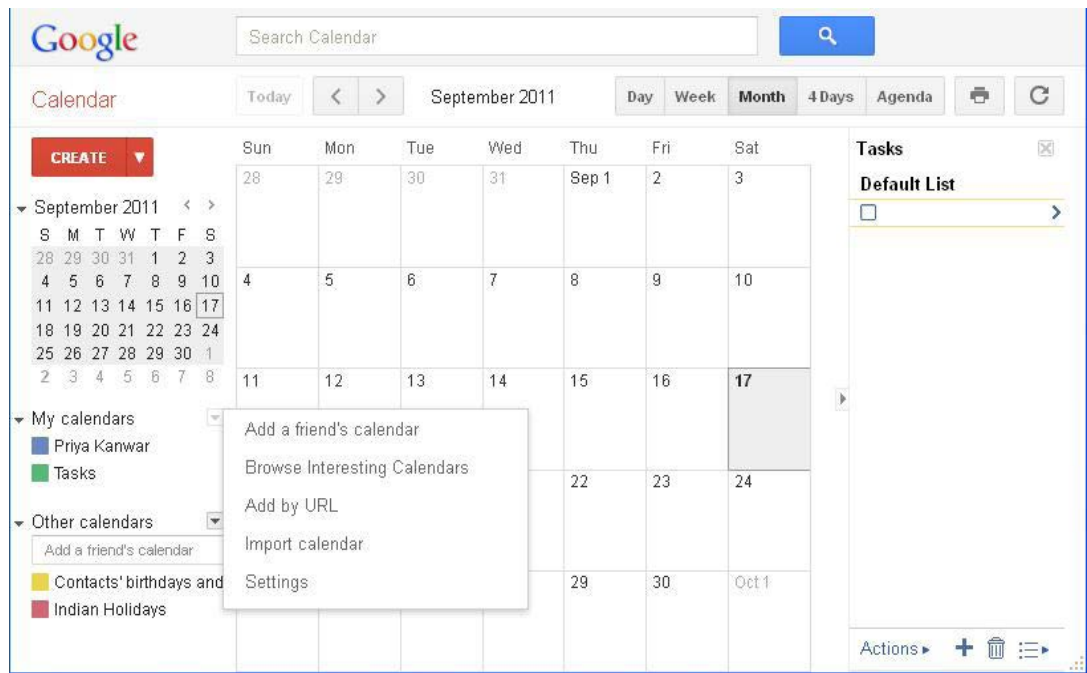 Google
Search Calendar
Calendar
Today
September 2011
Day Week Month 4 Days Agenda
CREATE
September 2011
S M T W T F S
28 29 30 31 1 2 3
4 5 6 7 8 9 10
11 12 13 14 15 16 17
18 19 20 21 22 23 24
25 26 27 28 29 30 1
2 3 4 5 6 7 8
My calendars
Priya Kanwar
Tasks
Other calendars
Add a friend's calendar
Contacts' birthdays and
Indian Holidays
Sun Mon Tue Wed Thu Fri Sat
28 29 30 31 Sep 1 2 3
4 5 6 7 8 9 10
11 12 13 14 15 16 17
22 23 24
29 30 Oct 1
Add a friend's calendar
Browse Interesting Calendars
Add by URL
Import calendar
Settings
Tasks
Default List
Actions